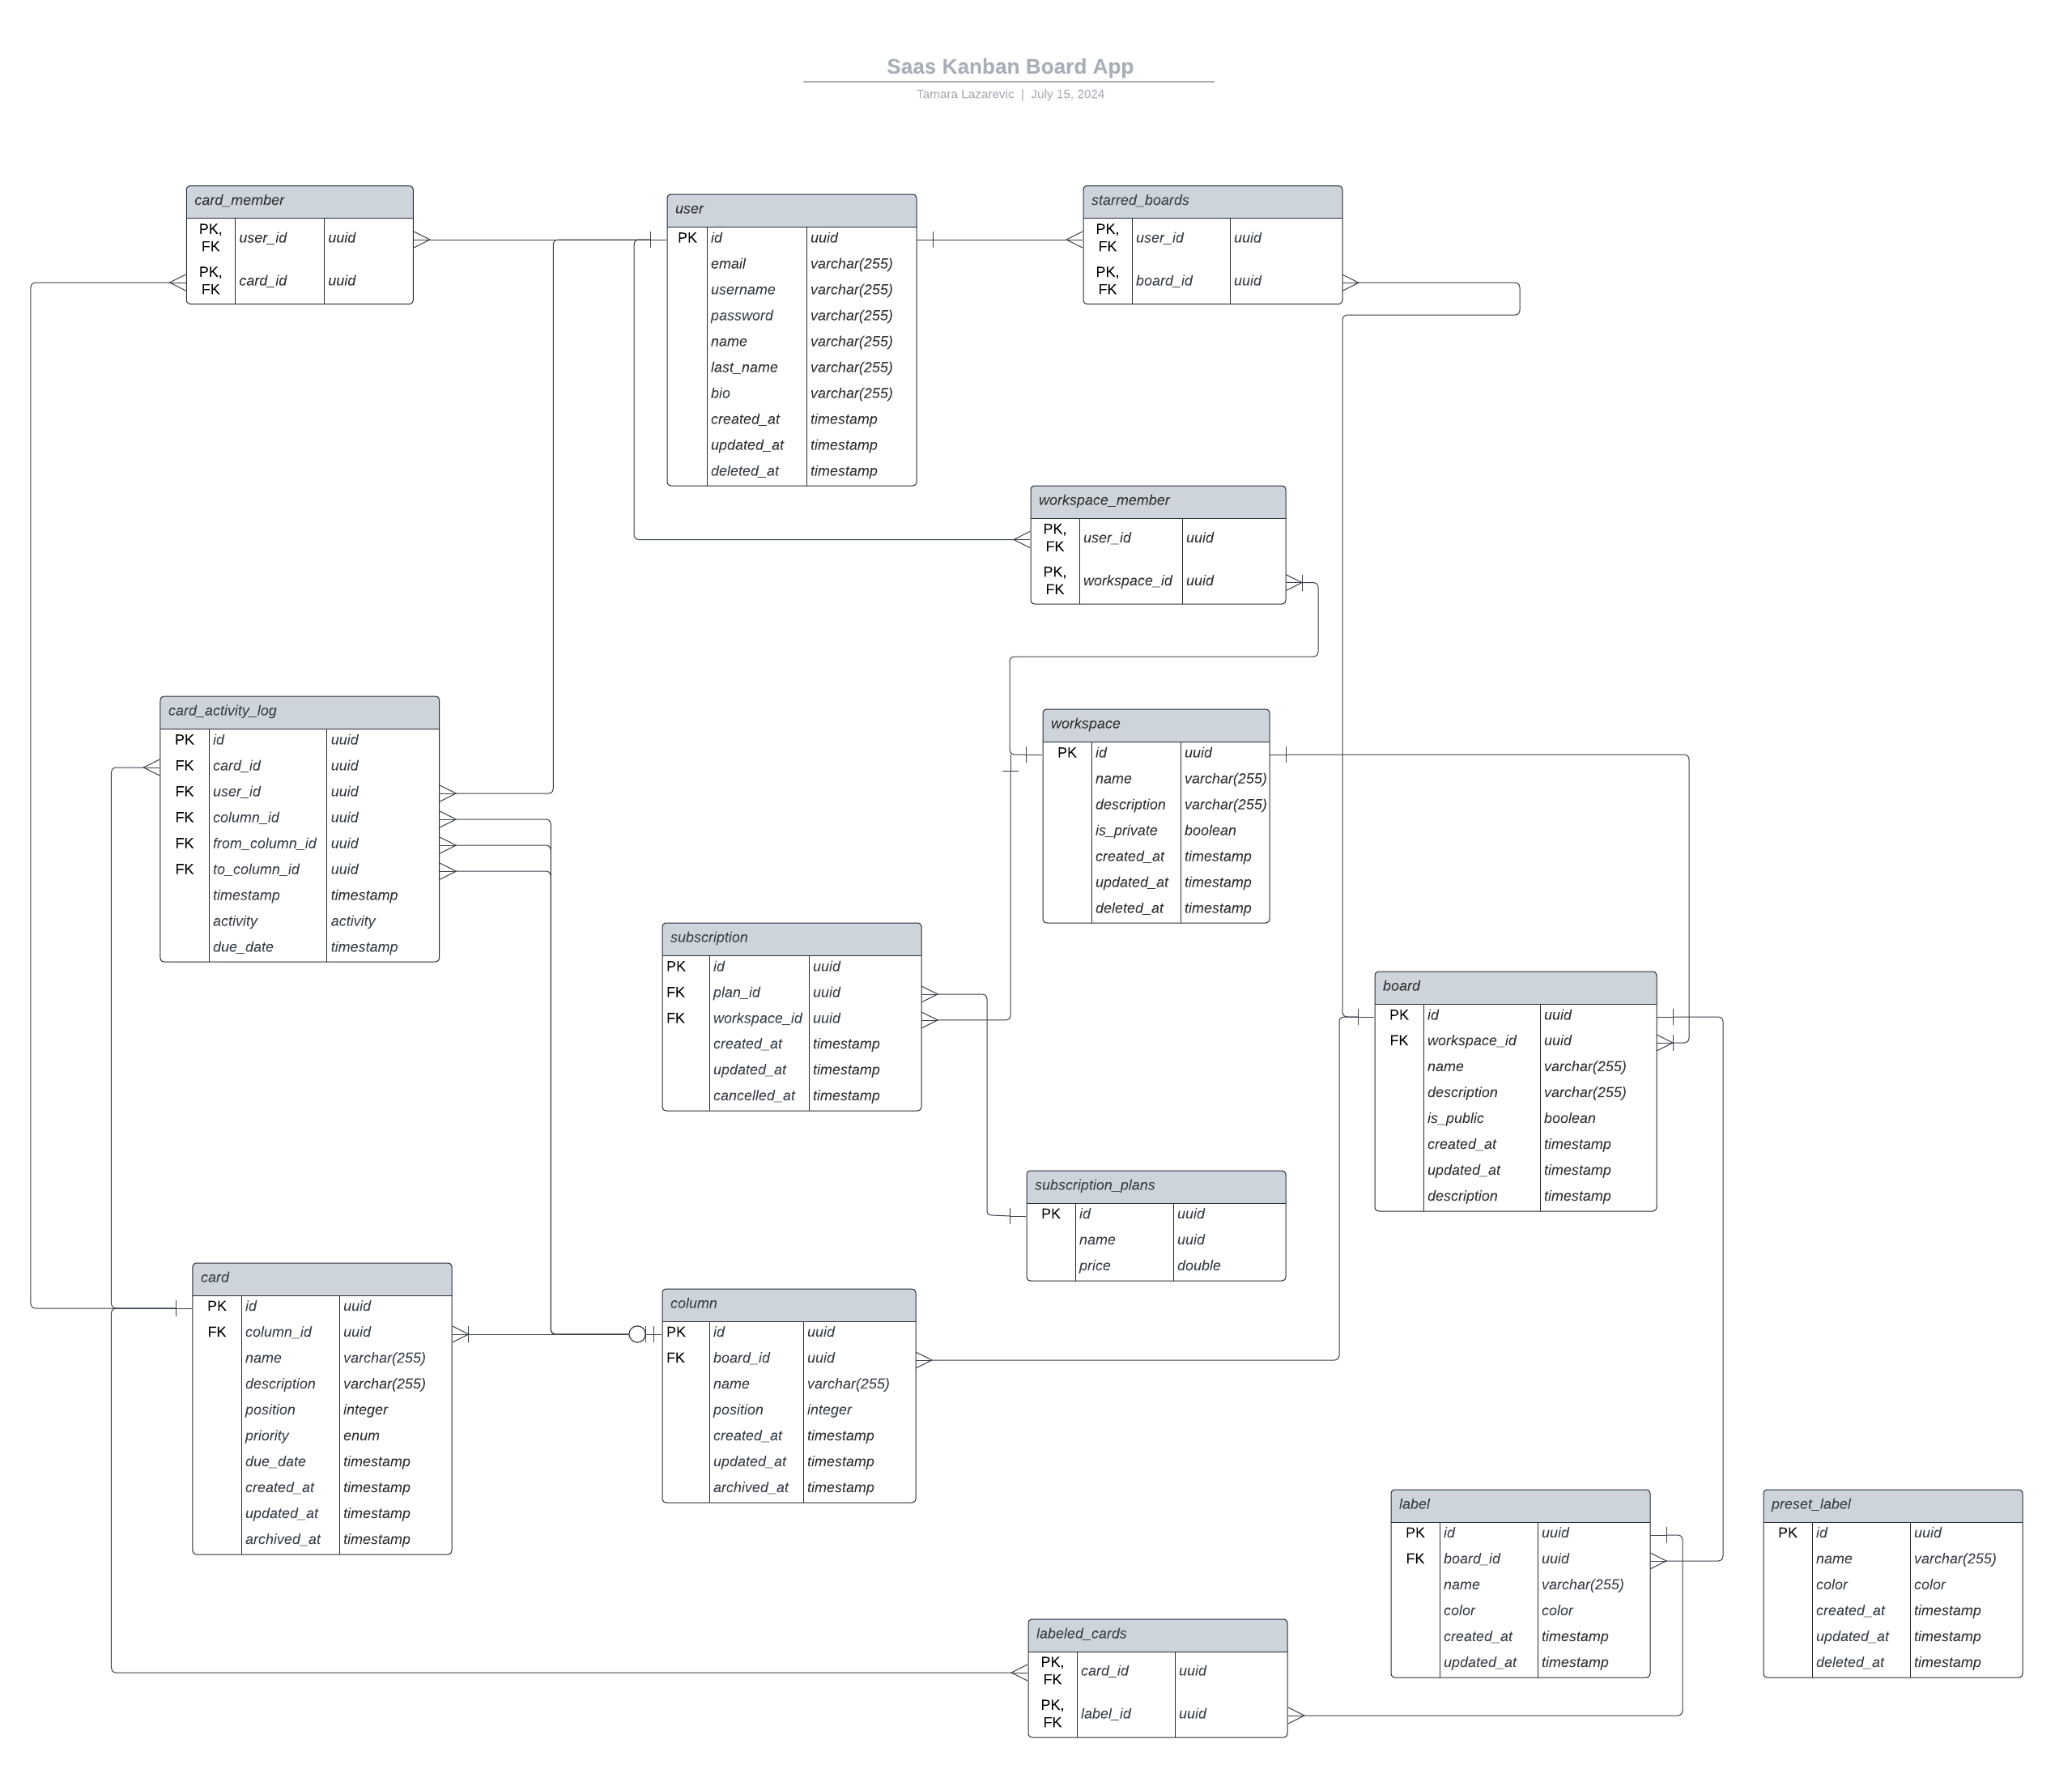 Saas Kanban Board App
Tamara Lazarevic | July 15, 2024
card_member
PK, FK user_id uuid
PK, FK card_id uuid
user
PK id uuid
email varchar(255)
username varchar(255)
password varchar(255)
name varchar(255)
last_name varchar(255)
bio varchar(255)
created_at timestamp
updated_at timestamp
deleted_at timestamp
starred_boards
PK, FK user_id uuid
PK, FK board_id uuid
workspace_member
PK, FK user_id uuid
PK, FK workspace_id uuid
card_activity_log
PK id uuid
FK card_id uuid
FK user_id uuid
FK column_id uuid
FK from_column_id uuid
FK to_column_id uuid
timestamp timestamp
activity activity
due_date timestamp
workspace
PK id uuid
name varchar(255)
description varchar(255)
is_private boolean
created_at timestamp
updated_at timestamp
deleted_at timestamp
subscription
PK id uuid
FK plan_id uuid
FK workspace_id uuid
created_at timestamp
updated_at timestamp
cancelled_at timestamp
board
PK id uuid
FK workspace_id uuid
name varchar(255)
description varchar(255)
is_public boolean
created_at timestamp
updated_at timestamp
description timestamp
subscription_plans
PK id uuid
name uuid
price double
card
PK id uuid
FK column_id uuid
name varchar(255)
description varchar(255)
position integer
priority enum
due_date timestamp
created_at timestamp
updated_at timestamp
archived_at timestamp
column
PK id uuid
FK board_id uuid
name varchar(255)
position integer
created_at timestamp
updated_at timestamp
archived_at timestamp
label
PK id uuid
FK board_id uuid
name varchar(255)
color color
created_at timestamp
updated_at timestamp
preset_label
PK id uuid
name varchar(255)
color color
created_at timestamp
updated_at timestamp
deleted_at timestamp
labeled_cards
PK, FK card_id uuid
PK, FK label_id uuid